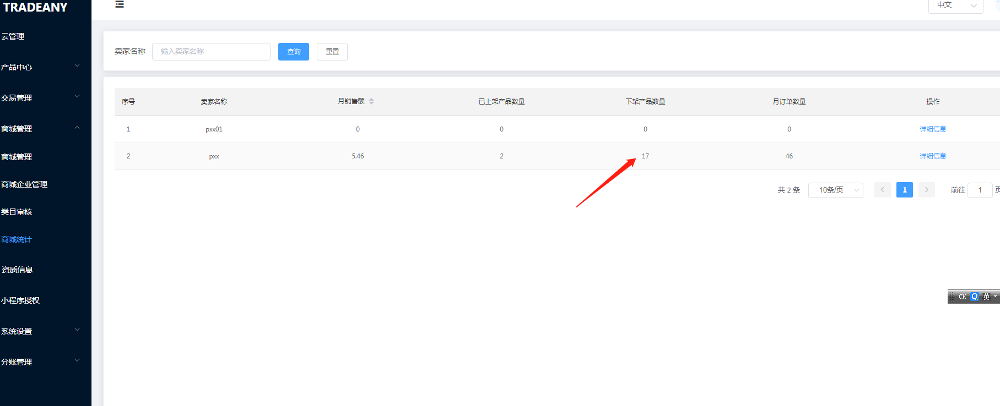 TRADEANY
中文
云管理
产品中心
交易管理
商城管理
商城管理
商城企业管理
类目审核
商城统计
资质信息
小程序授权
系统设置
分账管理
卖家名称 输入卖家名称 查询 重置
序号 卖家名称 月销售额 已上架产品数量 下架产品数量 月订单数量 操作
1 pxx01 0 0 0 0 详细信息
2 pxx 5.46 2 17 46 详细信息
共 2 条 10条/页 1 前往 1 页
CH 英